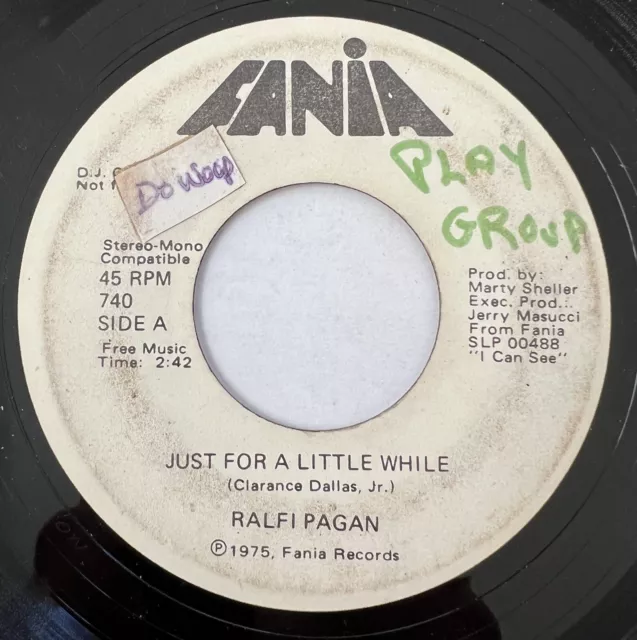 FANIA
D.J.
Not
Do Woop
PLAY
GROUP
Stereo-Mono
Compatible
45 RPM
740
SIDE A
Free Music
Time: 2:42
Prod. by:
Marty Sheller
Exec. Prod.:
Jerry Masucci
From Fania
SLP 00488
"I Can See"
JUST FOR A LITTLE WHILE
(Clarance Dallas, Jr.)
RALFI PAGAN
Ⓟ1975, Fania Records